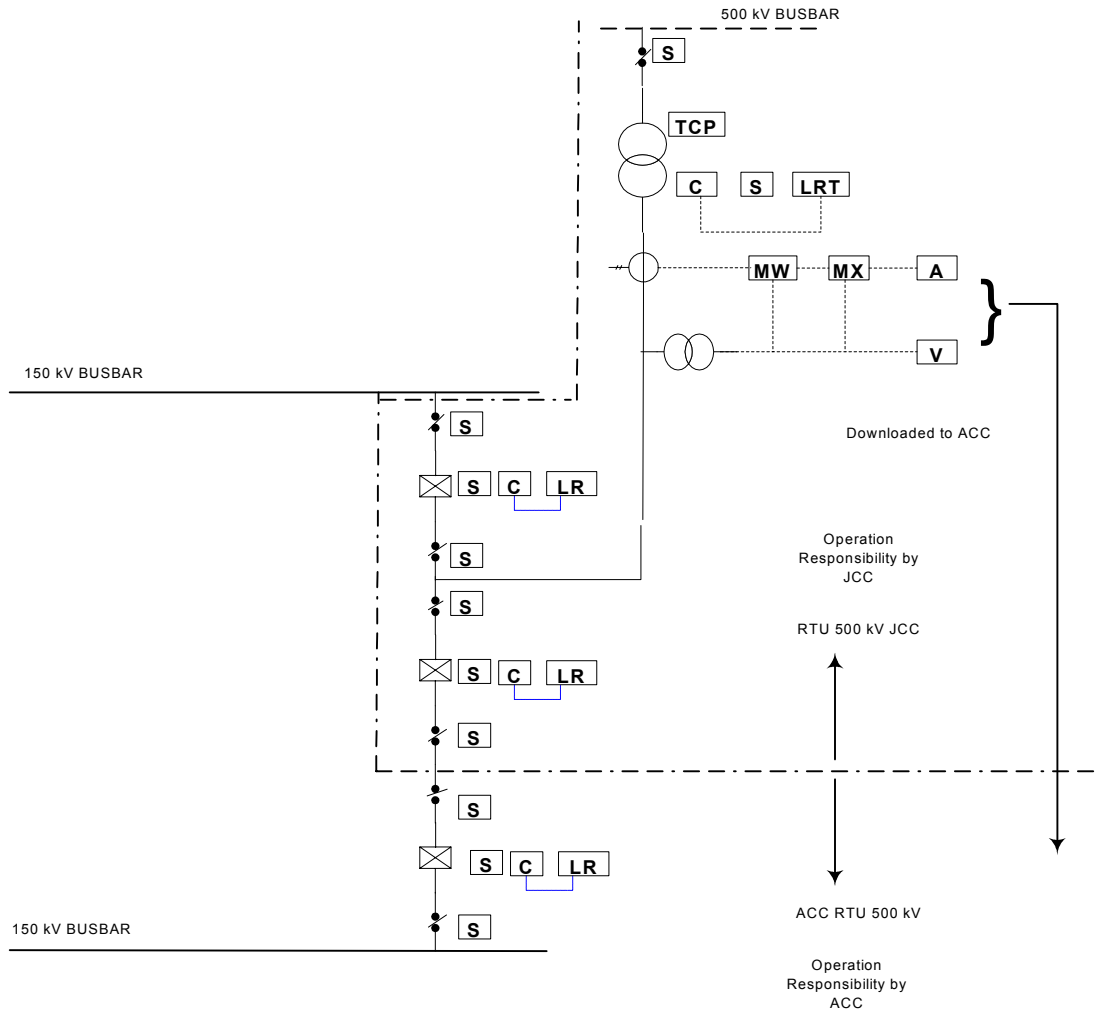 500 kV BUSBAR
S
TCP
C S LRT
MW MX A
}
V
150 kV BUSBAR
S
Downloaded to ACC
S C LR
Operation
Responsibility by
JCC
S
S
RTU 500 kV JCC
S C LR
S
S
S C LR
ACC RTU 500 kV
150 kV BUSBAR
S
Operation
Responsibility by
ACC